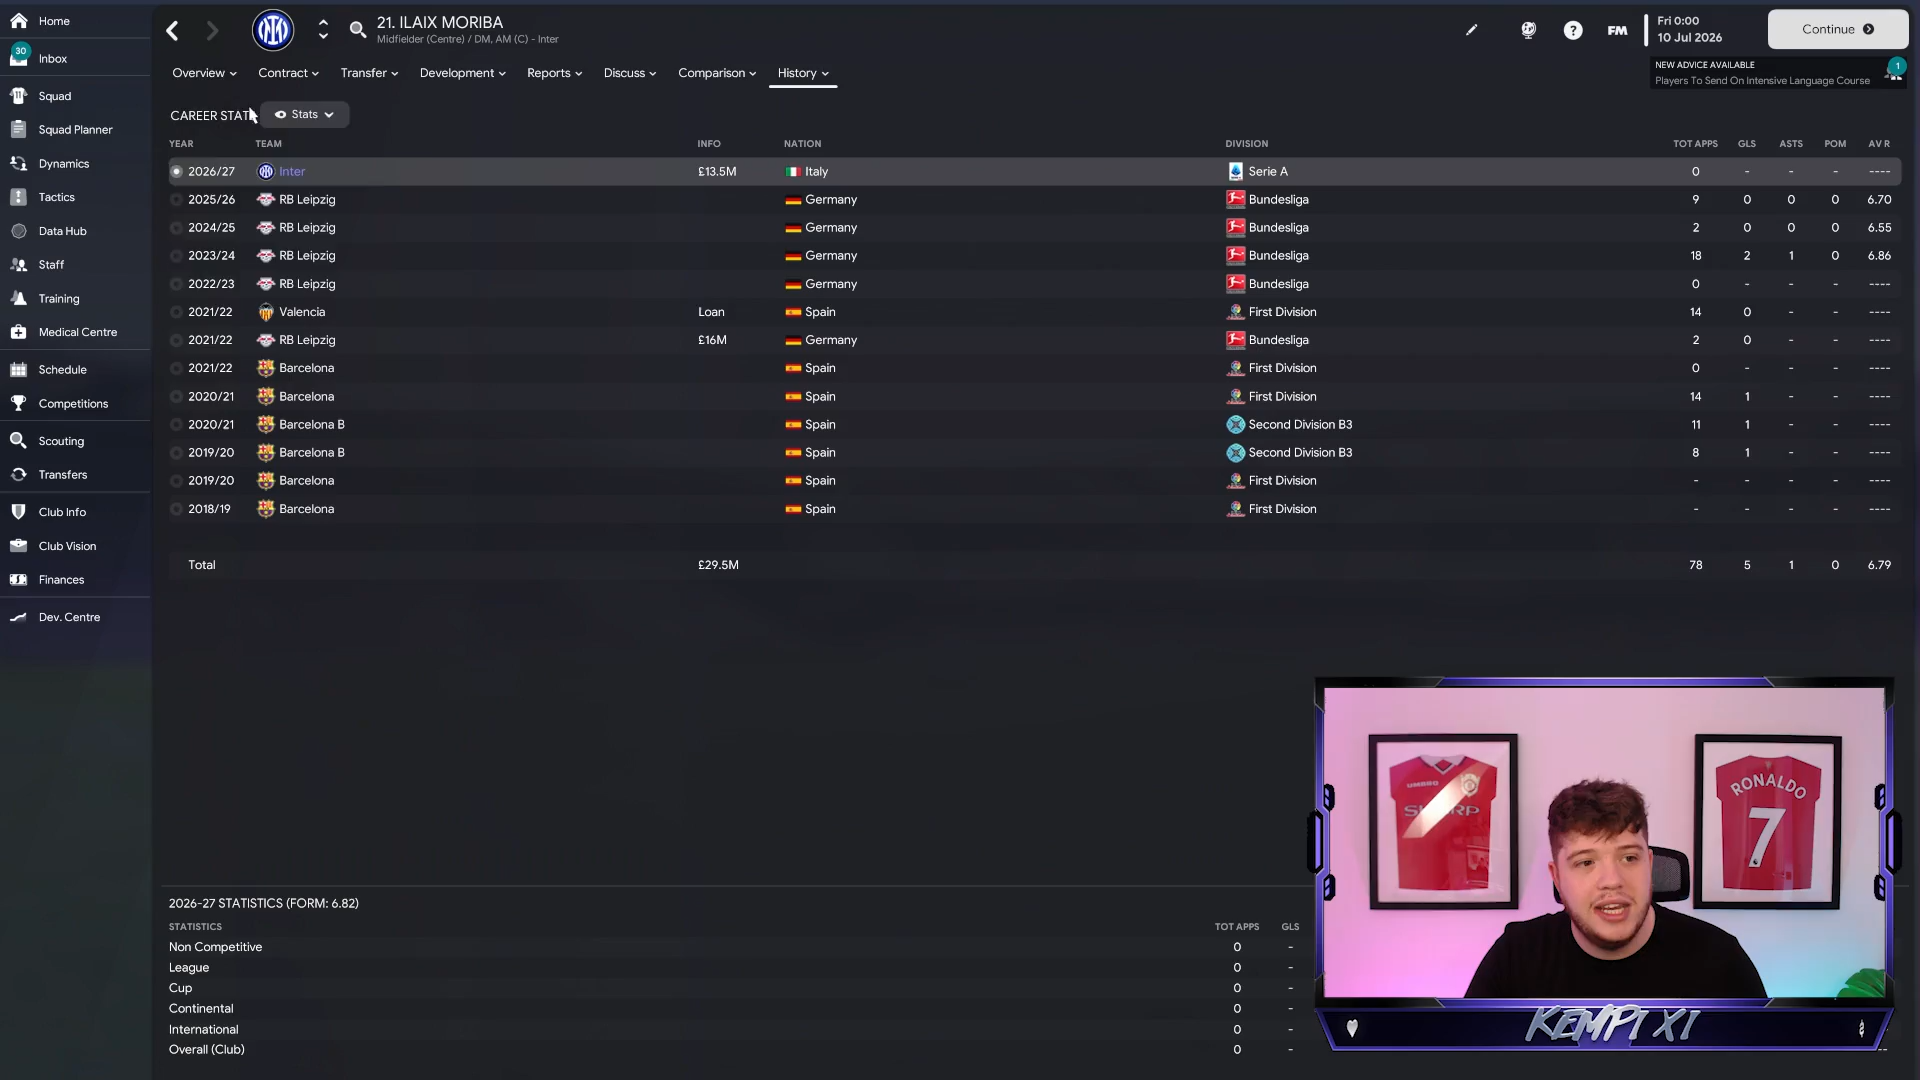 Home
21. ILAIX MORIBA
Midfielder (Centre) / DM, AM (C) - Inter
FM
Fri 0:00
10 Jul 2026
Continue
30
Inbox
Overview Contract Transfer Development Reports Discuss Comparison History
NEW ADVICE AVAILABLE
Players To Send On Intensive Language Course
1
Squad
Squad Planner
Dynamics
Tactics
Data Hub
Staff
Training
Medical Centre
Schedule
Competitions
Scouting
Transfers
Club Info
Club Vision
Finances
Dev. Centre
CAREER STAT Stats
YEAR TEAM INFO NATION DIVISION TOT APPS GLS ASTS POM AV R
2026/27 Inter £13.5M Italy Serie A 0 - - - ----
2025/26 RB Leipzig Germany Bundesliga 9 0 0 0 6.70
2024/25 RB Leipzig Germany Bundesliga 2 0 0 0 6.55
2023/24 RB Leipzig Germany Bundesliga 18 2 1 0 6.86
2022/23 RB Leipzig Germany Bundesliga 0 - - - ----
2021/22 Valencia Loan Spain First Division 14 0 - - ----
2021/22 RB Leipzig £16M Germany Bundesliga 2 0 - - ----
2021/22 Barcelona Spain First Division 0 - - - ----
2020/21 Barcelona Spain First Division 14 1 - - ----
2020/21 Barcelona B Spain Second Division B3 11 1 - - ----
2019/20 Barcelona B Spain Second Division B3 8 1 - - ----
2019/20 Barcelona Spain First Division - - - - ----
2018/19 Barcelona Spain First Division - - - - ----
Total £29.5M 78 5 1 0 6.79
2026-27 STATISTICS (FORM: 6.82)
STATISTICS TOT APPS GLS
Non Competitive 0 -
League 0 -
Cup 0 -
Continental 0 -
International 0 -
Overall (Club) 0 -
UMBRO
SHARP
RONALDO
7
KEMPI XI